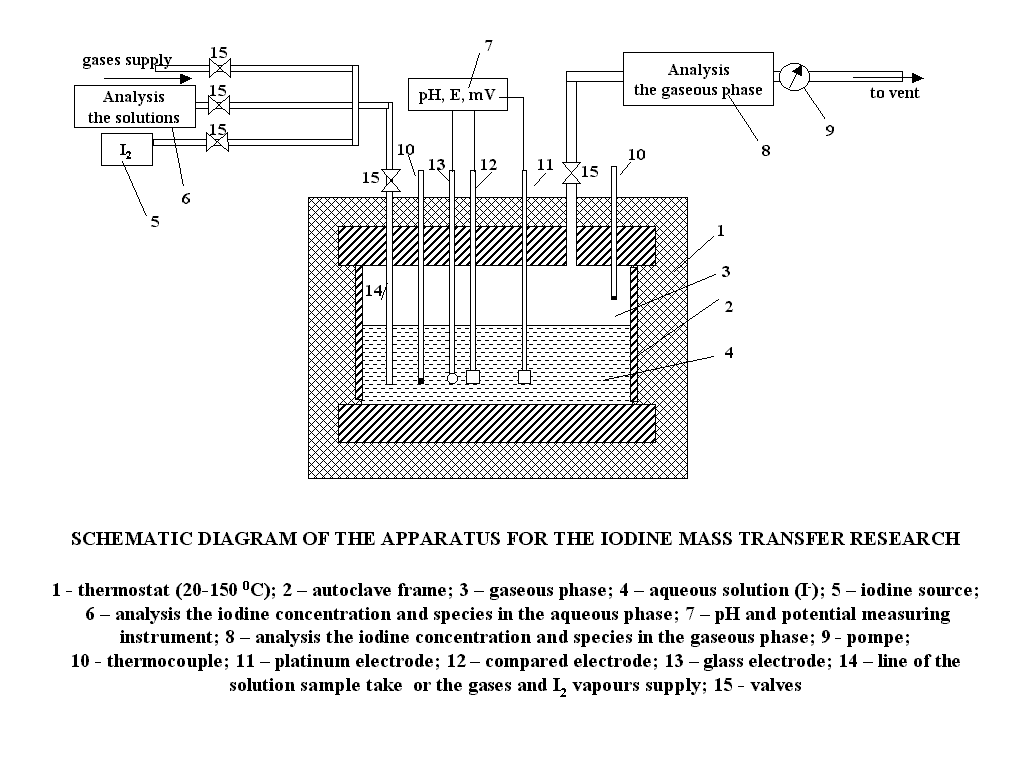 7
15
gases supply
Analysis
the gaseous phase
pH, E, mV
Analysis
the solutions
15
to vent
9
15
I2
10
13
12
11
15
10
8
15
6
5
1
3
14
2
4
SCHEMATIC DIAGRAM OF THE APPARATUS FOR THE IODINE MASS TRANSFER RESEARCH
1 - thermostat (20-150 ⁰C); 2 – autoclave frame; 3 – gaseous phase; 4 – aqueous solution (I-); 5 – iodine source;
6 – analysis the iodine concentration and species in the aqueous phase; 7 – pH and potential measuring
instrument; 8 – analysis the iodine concentration and species in the gaseous phase; 9 - pompe;
10 - thermocouple; 11 – platinum electrode; 12 – compared electrode; 13 – glass electrode; 14 – line of the
solution sample take or the gases and I2 vapours supply; 15 - valves